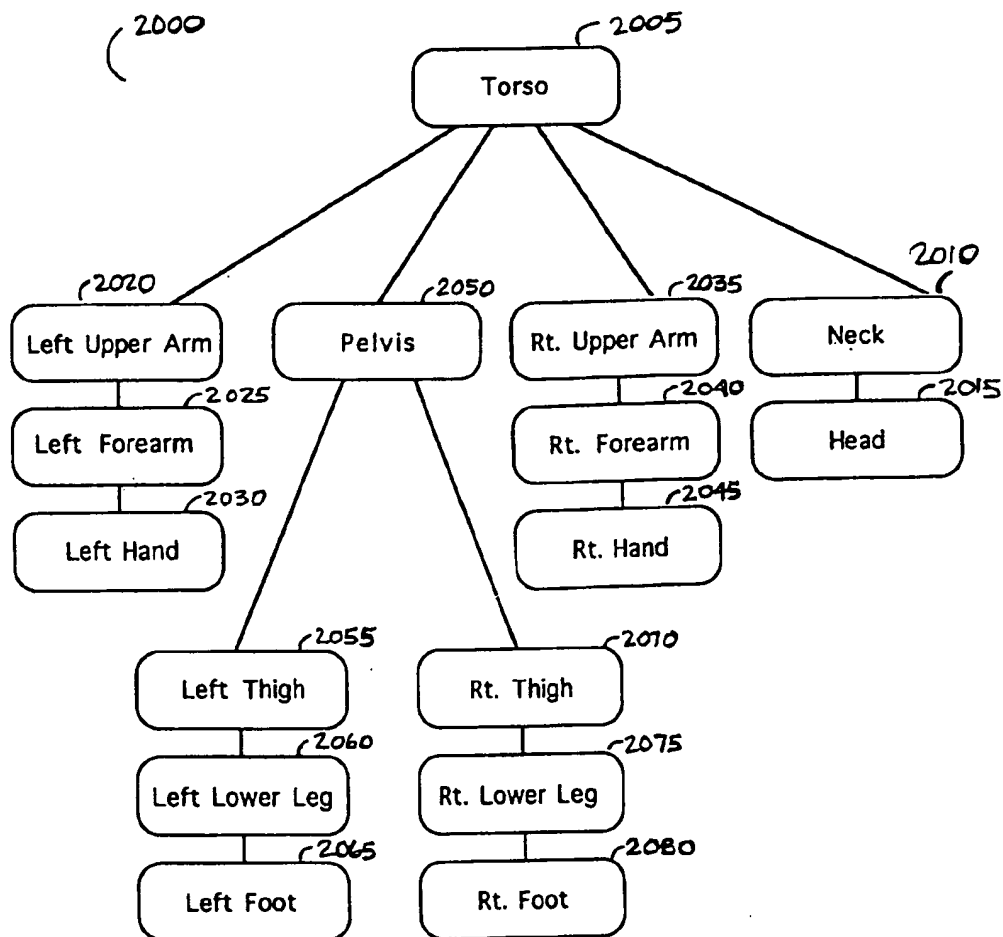 2000
2005
Torso
2010
2020
2050
2035
Left Upper Arm
Pelvis
Rt. Upper Arm
Neck
2025
2040
2015
Left Forearm
Rt. Forearm
Head
2030
2045
Left Hand
Rt. Hand
2055
2070
Left Thigh
Rt. Thigh
2060
2075
Left Lower Leg
Rt. Lower Leg
2065
2080
Left Foot
Rt. Foot